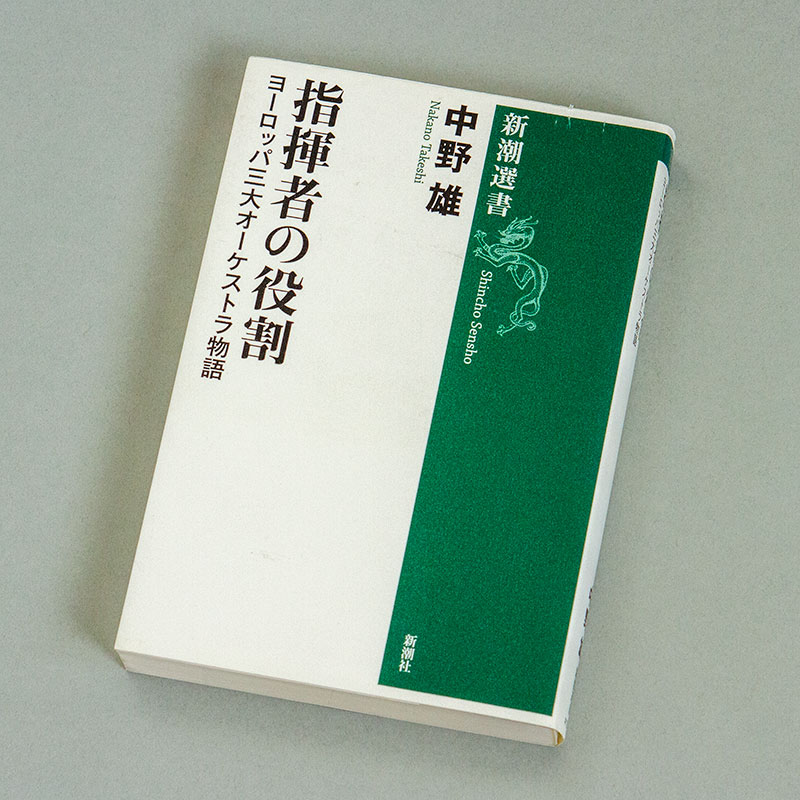 新潮選書
Shincho Sensho
中野 雄
Nakano Takeshi
指揮者の役割
ヨーロッパ三大オーケストラ物語
新潮社